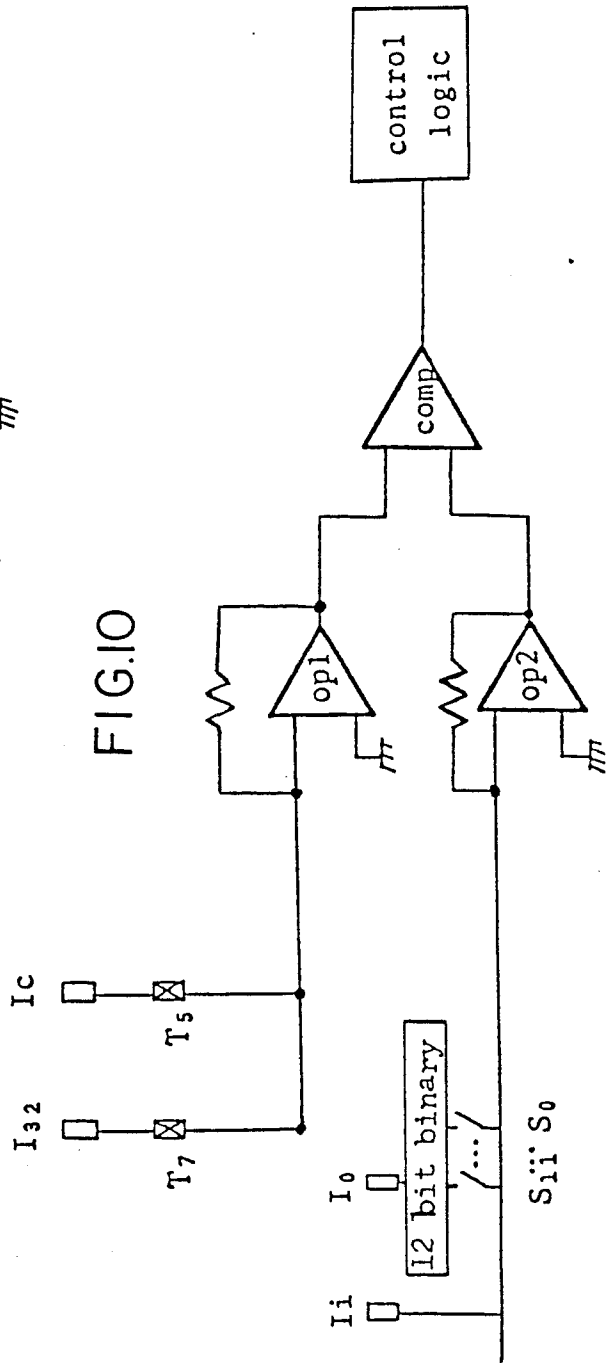 FIG.10
control
logic
comp
op1
op2
Ic
T5
I32
T7
I0
12 bit binary
S11 ... S0
Ii